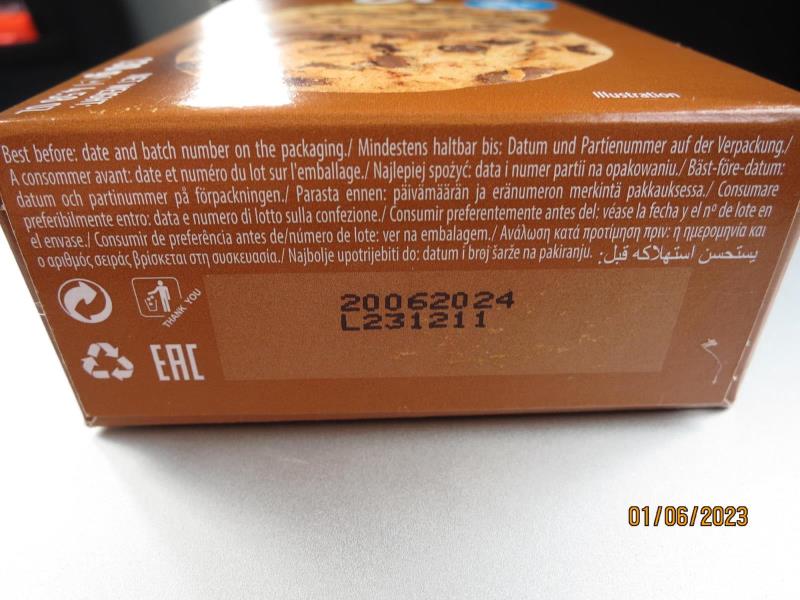 Illustration
Best before: date and batch number on the packaging./ Mindestens haltbar bis: Datum und Partienummer auf der Verpackung./
A consommer avant: date et numéro du lot sur l'emballage./ Najlepiej spożyć: data i numer partii na opakowaniu./ Bäst-före-datum:
datum och partinummer på förpackningen./ Parasta ennen: päivämäärän ja eränumeron merkintä pakkauksessa./ Consumare
preferibilmente entro: data e numero di lotto sulla confezione./ Consumir preferentemente antes del: véase la fecha y el nº de lote en
el envase./ Consumir de preferência antes de/número de lote: ver na embalagem./ Ανάλωση κατά προτίμηση πριν: η ημερομηνία και
ο αριθμός σειράς βρίσκεται στη συσκευασία./ Najbolje upotrijebiti do: datum i broj šarže na pakiranju. يستحسن استهلاكه قبل:
THANK YOU
EAC
20062024
L231211
01/06/2023